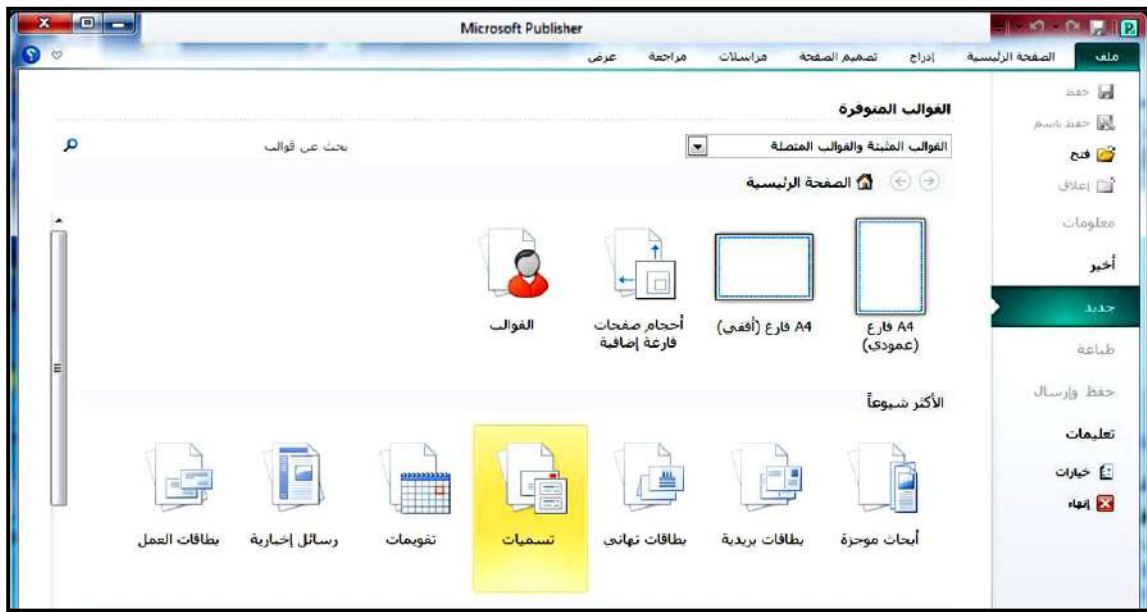 Microsoft Publisher
ملف الصفحة الرئيسية إدراج تصميم الصفحة مراسلات مراجعة عرض
حفظ
حفظ باسم
فتح
إغلاق
معلومات
أخير
جديد
طباعة
حفظ وإرسال
تعليمات
خيارات
إنهاء
القوالب المتوفرة
القوالب المثبتة والقوالب المتصلة بحث عن قوالب
الصفحة الرئيسية
A4 فارغ (عمودي)
A4 فارغ (أفقي)
أحجام صفحات فارغة إضافية
القوالب
الأكثر شيوعاً
أبحاث موجزة بطاقات بريدية بطاقات تهاني تسميات تقويمات رسائل إخبارية بطاقات العمل